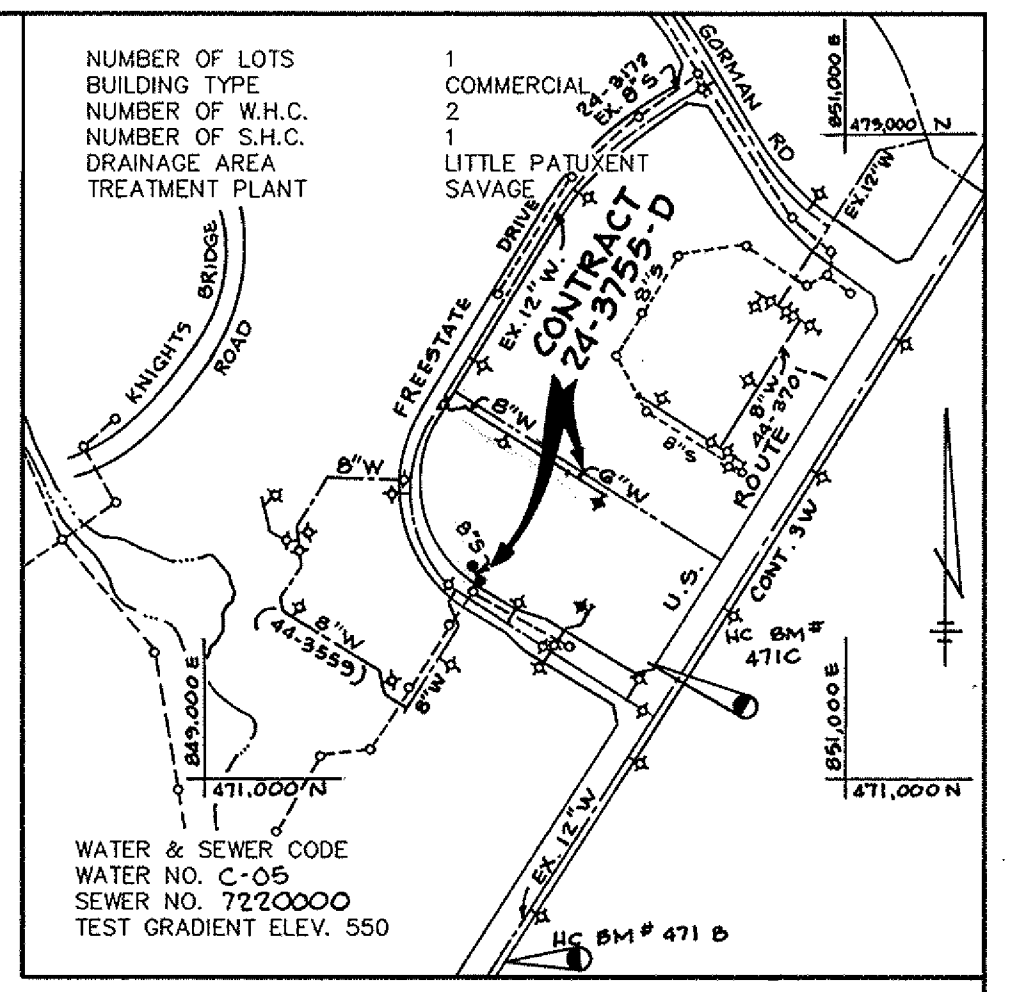 NUMBER OF LOTS 1
BUILDING TYPE COMMERCIAL
NUMBER OF W.H.C. 2
NUMBER OF S.H.C. 1
DRAINAGE AREA LITTLE PATUXENT
TREATMENT PLANT SAVAGE
GORMAN RD
851,000 E
473,000 N
24-3172
EX. 8"S
EX. 12"W
KNIGHTS BRIDGE
ROAD
FREESTATE DRIVE
EX. 12" W.
CONTRACT
24-3755-D
8"S
8"W
44-3701
8"S
8"W
6"W
8"W
U.S. ROUTE 1
CONT. 3W
8"S
HC BM#
471C
8"W
(44-3559)
8"W
849,000 E
471,000 N
851,000 E
471,000 N
EX. 12"W
HC BM# 471 B
WATER & SEWER CODE
WATER NO. C-05
SEWER NO. 7220000
TEST GRADIENT ELEV. 550